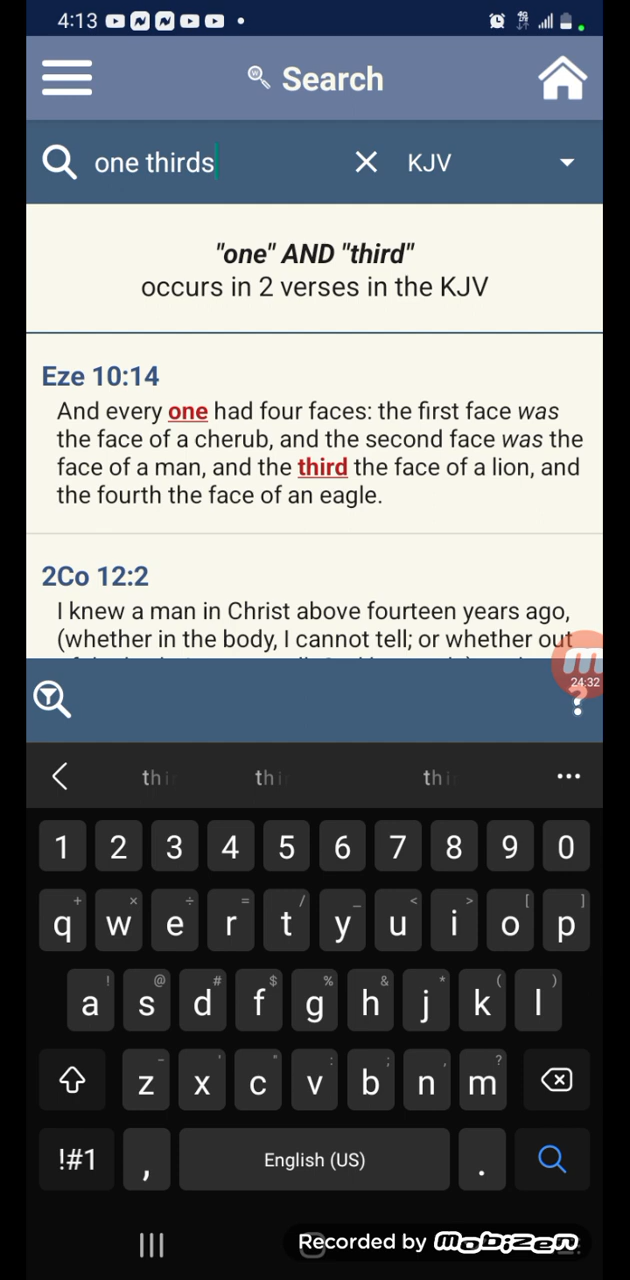 4:13
Search
one thirds KJV
"one" AND "third"
occurs in 2 verses in the KJV
Eze 10:14
And every one had four faces: the first face was
the face of a cherub, and the second face was the
face of a man, and the third the face of a lion, and
the fourth the face of an eagle.
2Co 12:2
I knew a man in Christ above fourteen years ago,
(whether in the body, I cannot tell; or whether out
24:32
?
thi thi thi
1 2 3 4 5 6 7 8 9 0
+ × ÷ = / _ < > [ ]
q w e r t y u i o p
! @ # $ % & * ( )
a s d f g h j k l
- ' " : ; , ?
z x c v b n m
!#1 , English (US) .
Recorded by mobizen